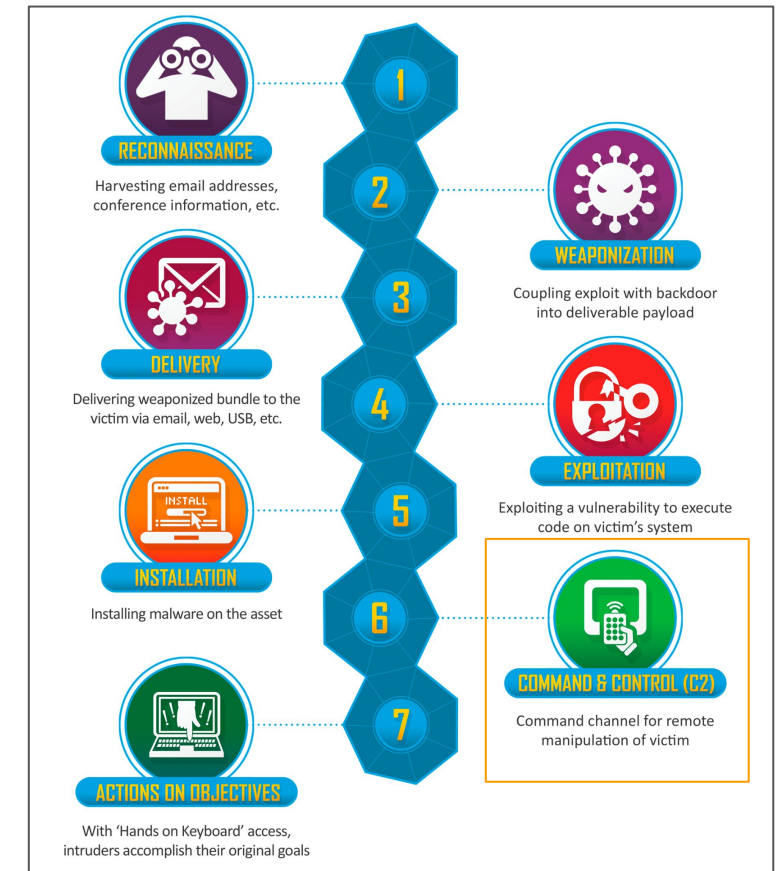 1
RECONNAISSANCE
Harvesting email addresses,
conference information, etc.
2
WEAPONIZATION
Coupling exploit with backdoor
into deliverable payload
3
DELIVERY
Delivering weaponized bundle to the
victim via email, web, USB, etc.
4
EXPLOITATION
Exploiting a vulnerability to execute
code on victim's system
5
INSTALL
INSTALLATION
Installing malware on the asset
6
COMMAND & CONTROL (C2)
Command channel for remote
manipulation of victim
7
ACTIONS ON OBJECTIVES
With 'Hands on Keyboard' access,
intruders accomplish their original goals